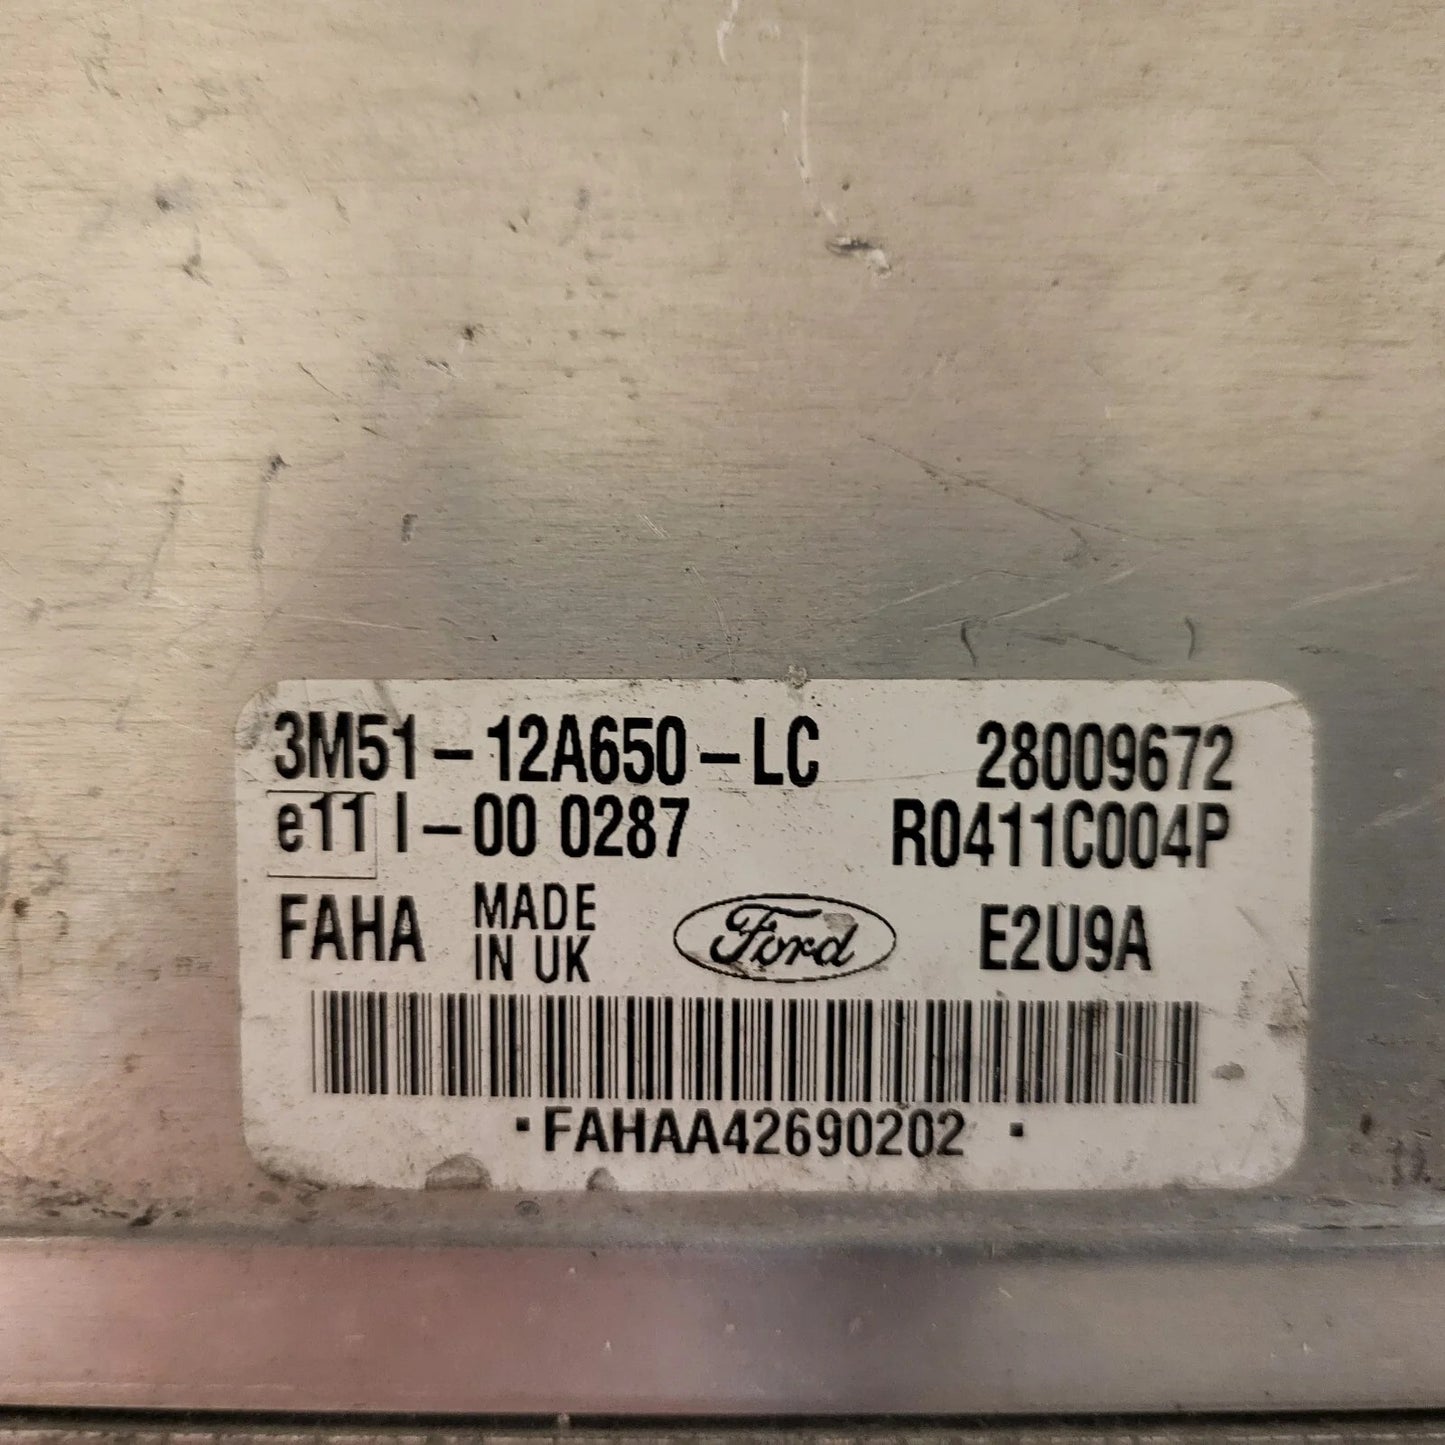 3M51-12A650-LC 28009672
e11 I-00 0287 R0411C004P
FAHA MADE IN UK Ford E2U9A
·FAHAA42690202 ·